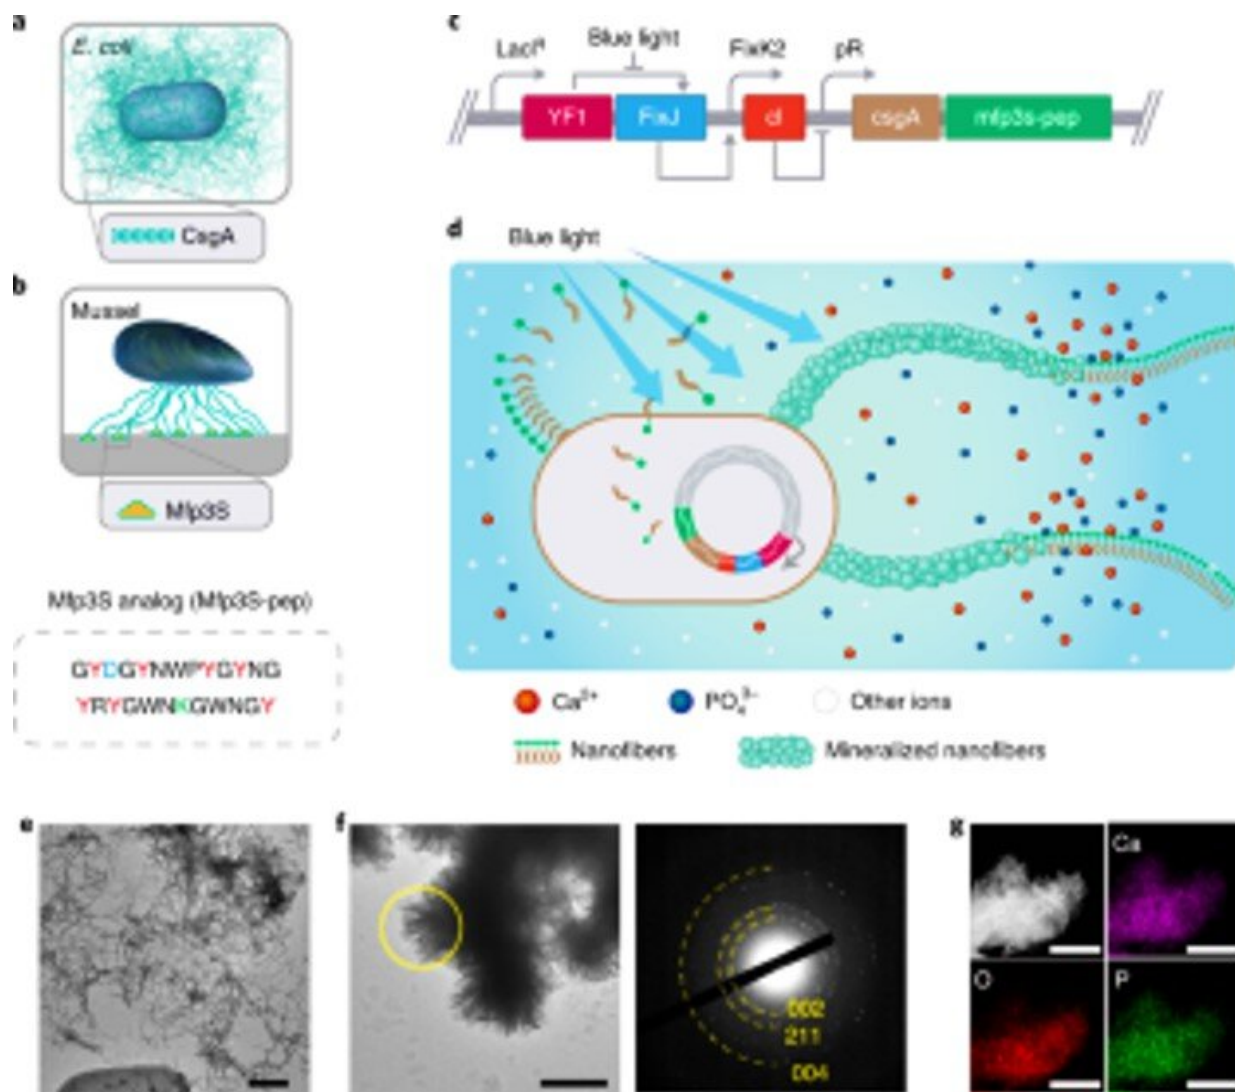 a
E. coli
CsgA
b
Mussel
Mfp3S
Mfp3S analog (Mfp3S-pep)
GYDGYNWPYGYNG
YRYGWNKGWNGY
c
LacI^q
Blue light
FixK2
pR
YF1
FixJ
cI
csgA
mfp3s-pep
d
Blue light
Ca²⁺
PO₄³⁻
Other ions
Nanofibers
Mineralized nanofibers
e
f
002
211
004
g
Ca
O
P